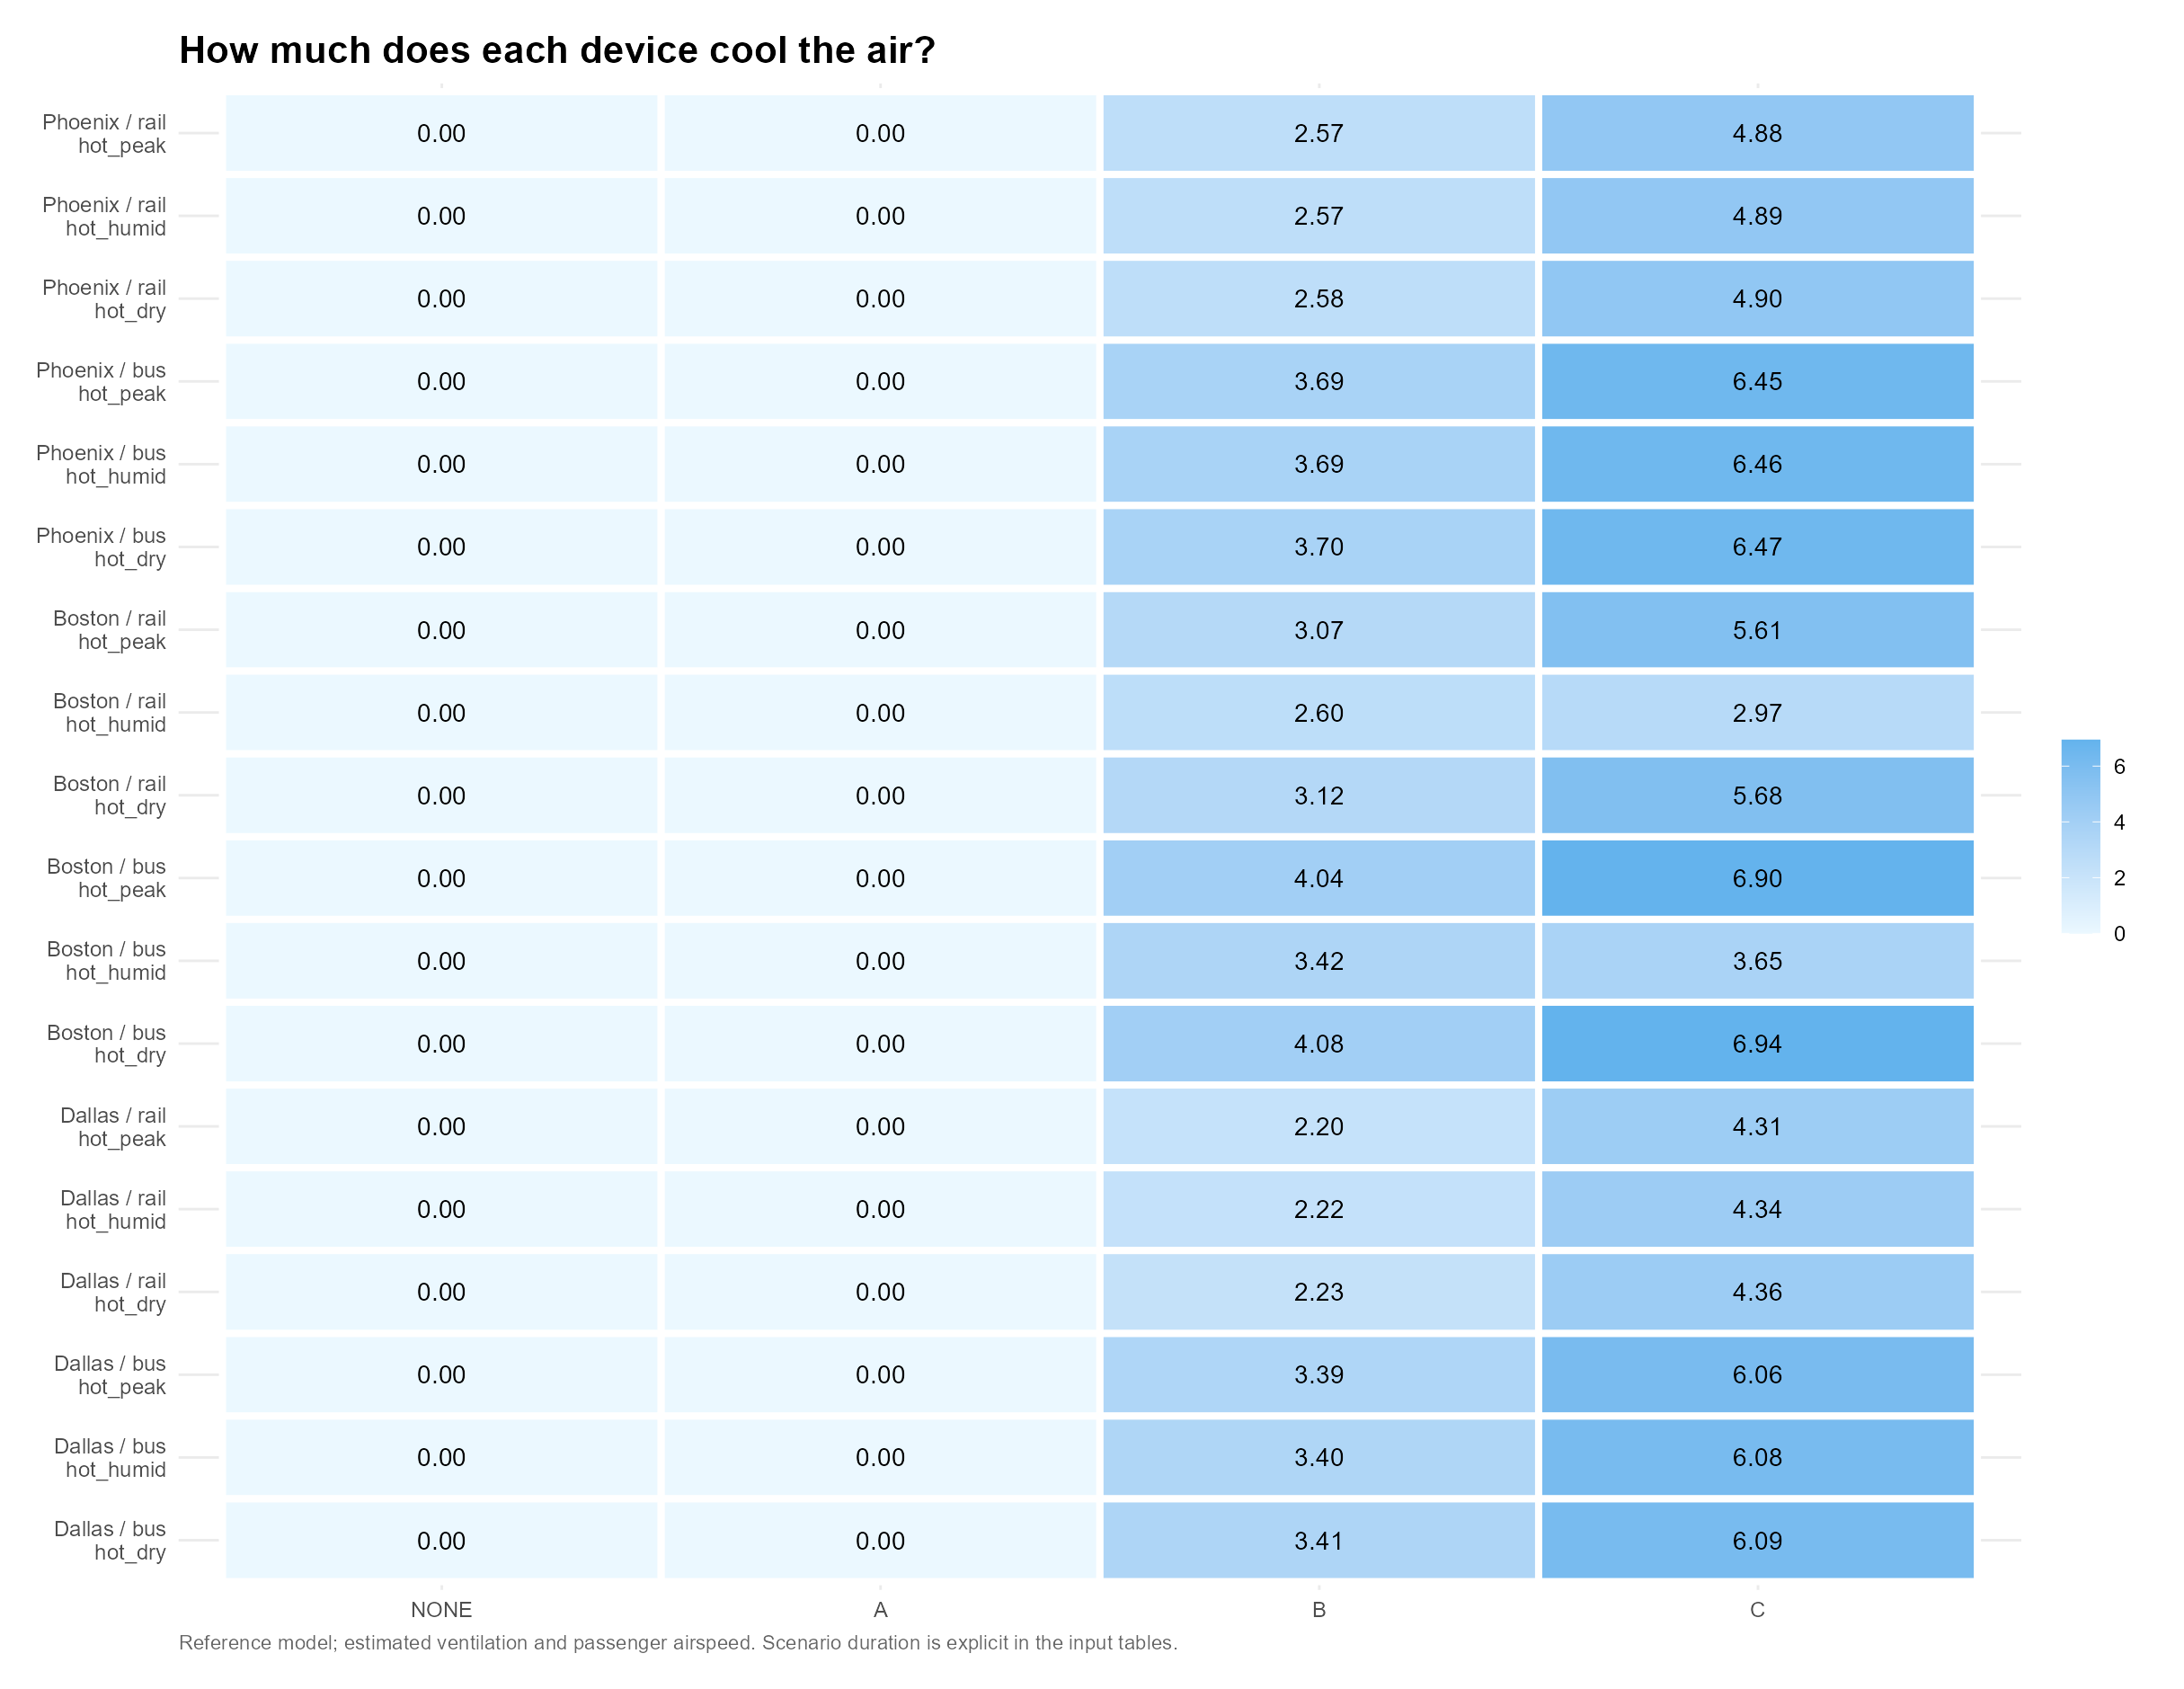 How much does each device cool the air?
Phoenix / rail
hot_peak
0.00 0.00 2.57 4.88
Phoenix / rail
hot_humid
0.00 0.00 2.57 4.89
Phoenix / rail
hot_dry
0.00 0.00 2.58 4.90
Phoenix / bus
hot_peak
0.00 0.00 3.69 6.45
Phoenix / bus
hot_humid
0.00 0.00 3.69 6.46
Phoenix / bus
hot_dry
0.00 0.00 3.70 6.47
Boston / rail
hot_peak
0.00 0.00 3.07 5.61
Boston / rail
hot_humid
0.00 0.00 2.60 2.97
Boston / rail
hot_dry
0.00 0.00 3.12 5.68
Boston / bus
hot_peak
0.00 0.00 4.04 6.90
Boston / bus
hot_humid
0.00 0.00 3.42 3.65
Boston / bus
hot_dry
0.00 0.00 4.08 6.94
Dallas / rail
hot_peak
0.00 0.00 2.20 4.31
Dallas / rail
hot_humid
0.00 0.00 2.22 4.34
Dallas / rail
hot_dry
0.00 0.00 2.23 4.36
Dallas / bus
hot_peak
0.00 0.00 3.39 6.06
Dallas / bus
hot_humid
0.00 0.00 3.40 6.08
Dallas / bus
hot_dry
0.00 0.00 3.41 6.09
NONE A B C
6
4
2
0
Reference model; estimated ventilation and passenger airspeed. Scenario duration is explicit in the input tables.